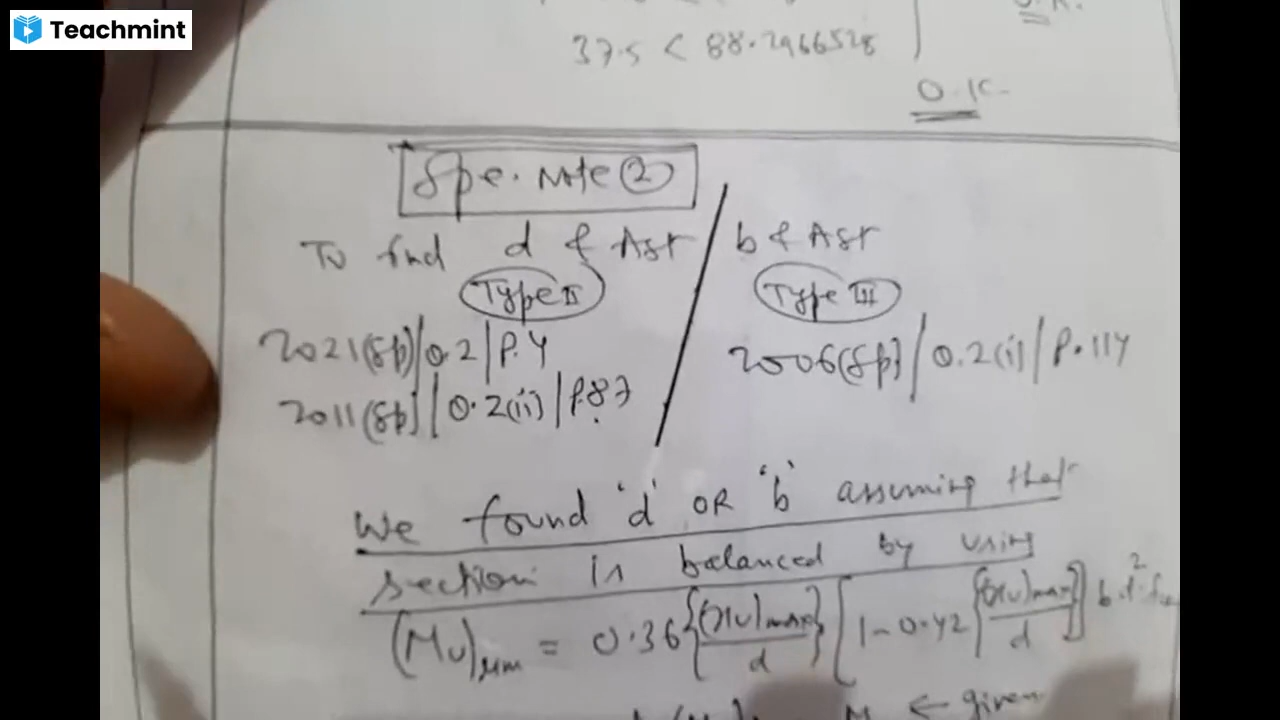 Teachmint
37.5 < 88.2966528
O.K.
Spe. Note ②
To find d & Ast / b & Ast
Type II
Type III
2021(Sp)/Q.2/P.4
2006(Sp)/Q.2(i)/P.114
2011(Sp)/Q.2(ii)/P.87
We found 'd' OR 'b' assuming that
section is balanced by using
(Mu)lim = 0.36{(xu)max/d}[1-0.42{(xu)max/d}]b.d².fck
← given